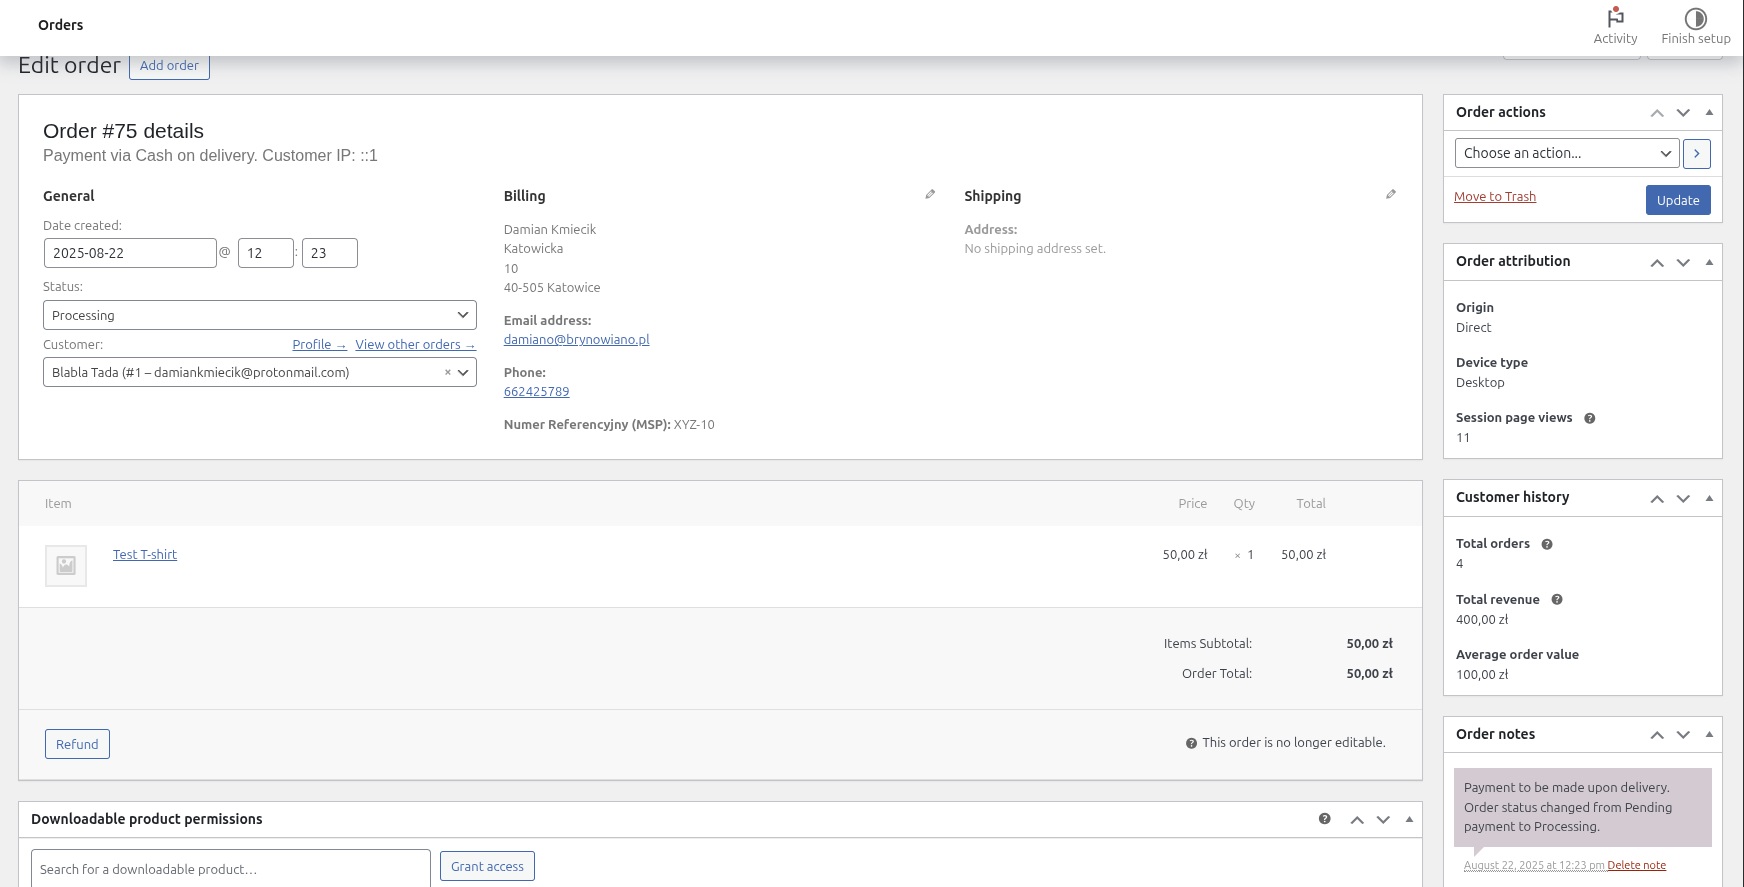 Orders
Activity
Finish setup
Edit order
Add order
Order #75 details
Payment via Cash on delivery. Customer IP: ::1
General
Date created:
2025-08-22 @ 12 : 23
Status:
Processing
Customer:
Profile →
View other orders →
Blabla Tada (#1 – damiankmiecik@protonmail.com) ×
Billing
Damian Kmiecik
Katowicka
10
40-505 Katowice
Email address:
damiano@brynowiano.pl
Phone:
662425789
Numer Referencyjny (MSP): XYZ-10
Shipping
Address:
No shipping address set.
Item Price Qty Total
Test T-shirt 50,00 zł × 1 50,00 zł
Items Subtotal: 50,00 zł
Order Total: 50,00 zł
Refund
This order is no longer editable.
Downloadable product permissions
Search for a downloadable product…
Grant access
Order actions
Choose an action...
Move to Trash
Update
Order attribution
Origin
Direct
Device type
Desktop
Session page views
11
Customer history
Total orders
4
Total revenue
400,00 zł
Average order value
100,00 zł
Order notes
Payment to be made upon delivery.
Order status changed from Pending
payment to Processing.
August 22, 2025 at 12:23 pm Delete note